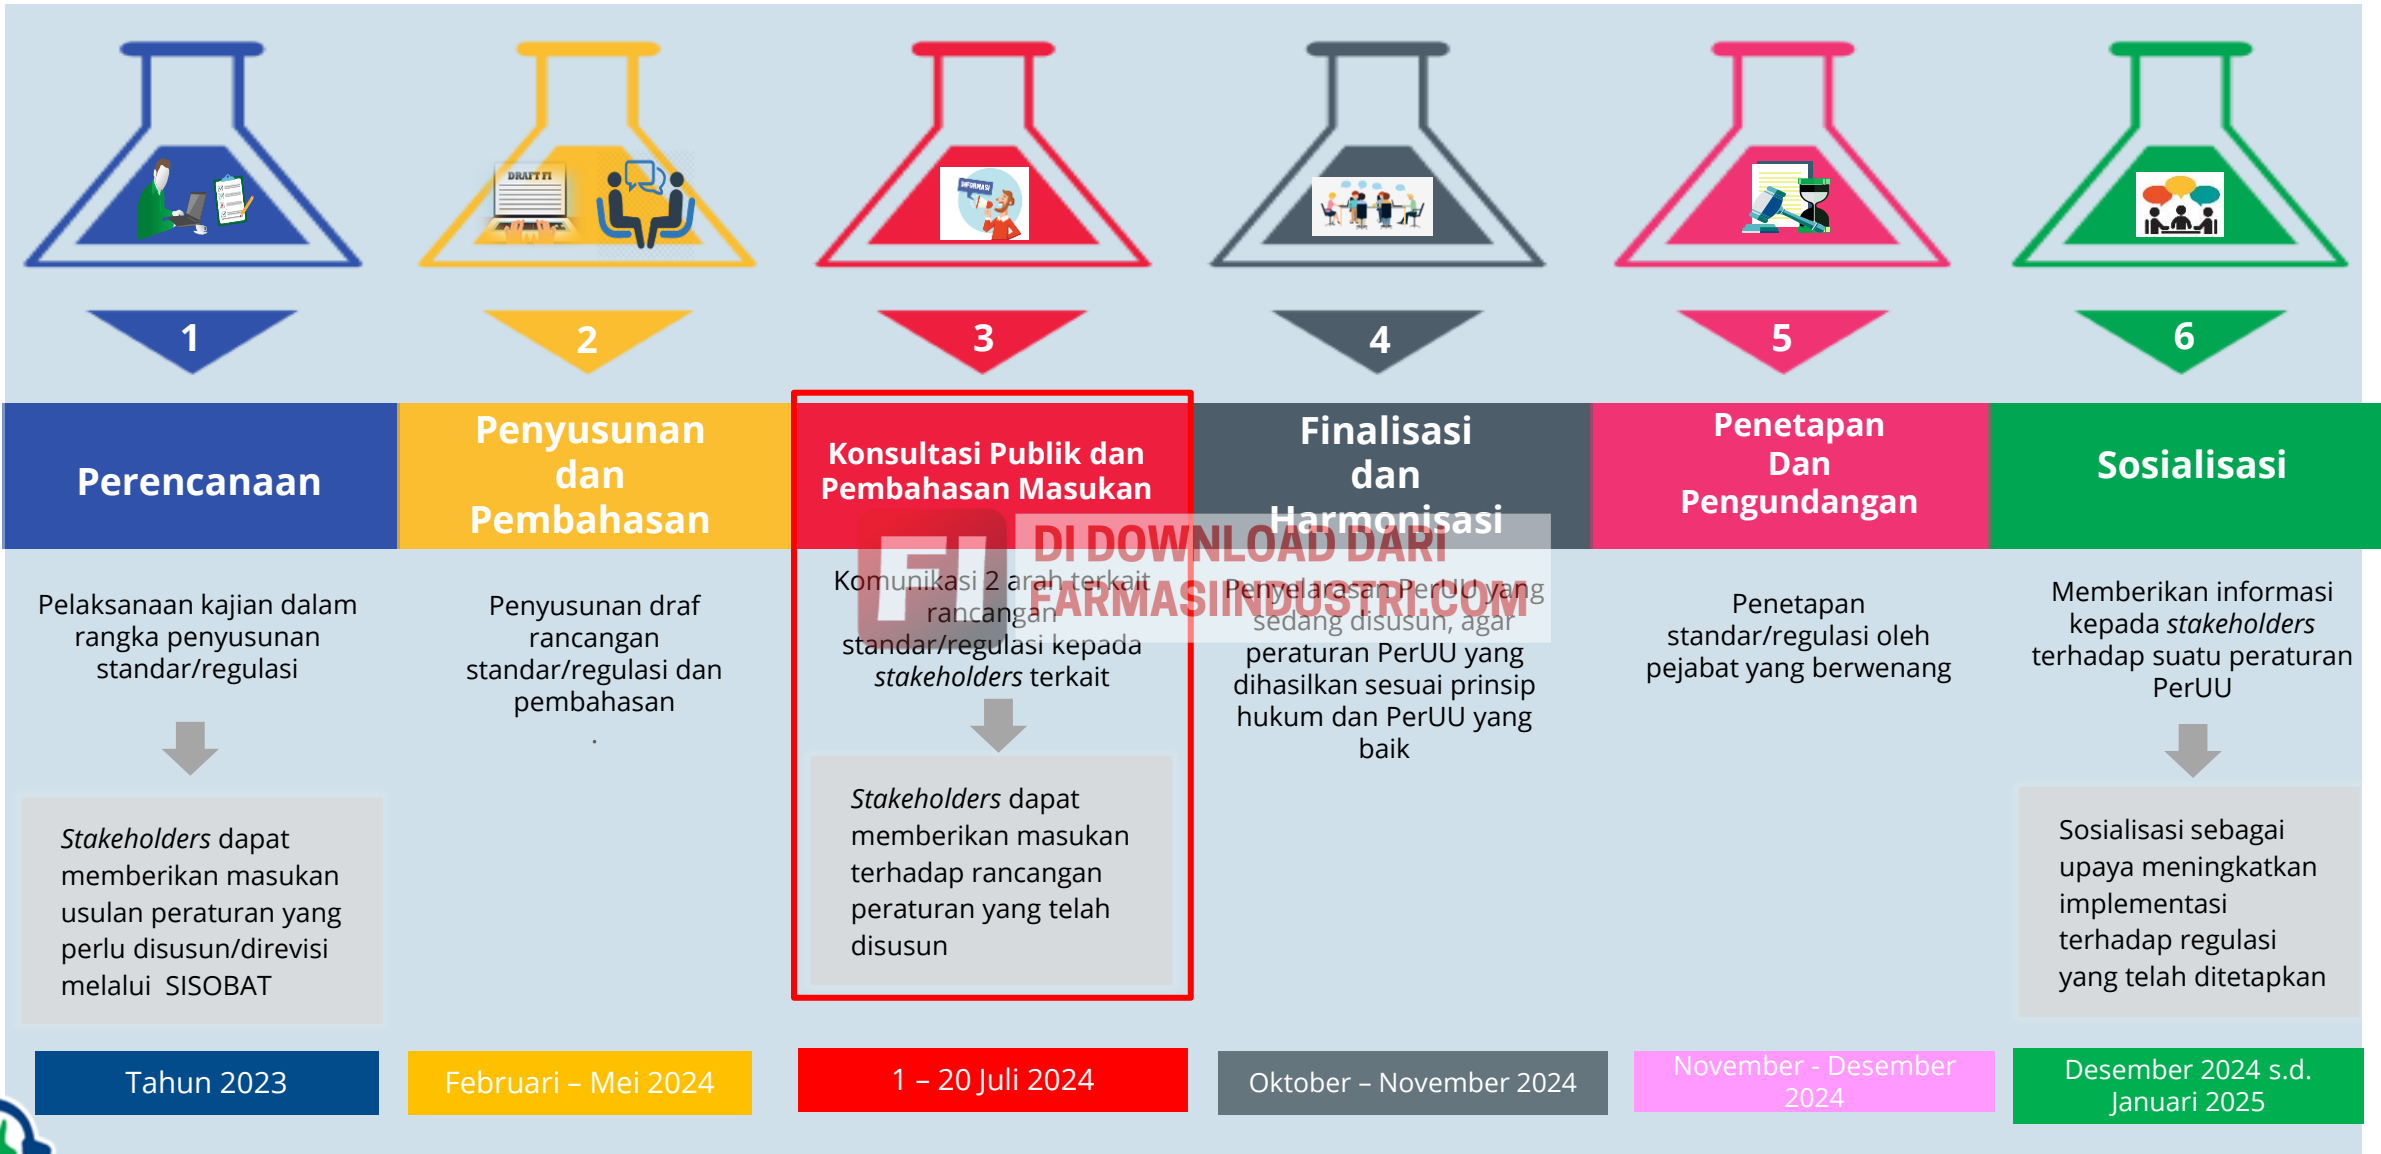 DRAFT FI
INFORMASI
1
2
3
4
5
6
Perencanaan
Penyusunan
dan
Pembahasan
Konsultasi Publik dan
Pembahasan Masukan
Finalisasi
dan
Harmonisasi
Penetapan
Dan
Pengundangan
Sosialisasi
FI
DI DOWNLOAD DARI
FARMASIINDUSTRI.COM
Pelaksanaan kajian dalam
rangka penyusunan
standar/regulasi
Stakeholders dapat
memberikan masukan
usulan peraturan yang
perlu disusun/direvisi
melalui SISOBAT
Penyusunan draf
rancangan
standar/regulasi dan
pembahasan
.
Komunikasi 2 arah terkait
rancangan
standar/regulasi kepada
stakeholders terkait
Stakeholders dapat
memberikan masukan
terhadap rancangan
peraturan yang telah
disusun
Penyelarasan PerUU yang
sedang disusun, agar
peraturan PerUU yang
dihasilkan sesuai prinsip
hukum dan PerUU yang
baik
Penetapan
standar/regulasi oleh
pejabat yang berwenang
Memberikan informasi
kepada stakeholders
terhadap suatu peraturan
PerUU
Sosialisasi sebagai
upaya meningkatkan
implementasi
terhadap regulasi
yang telah ditetapkan
Tahun 2023
Februari – Mei 2024
1 – 20 Juli 2024
Oktober – November 2024
November - Desember
2024
Desember 2024 s.d.
Januari 2025